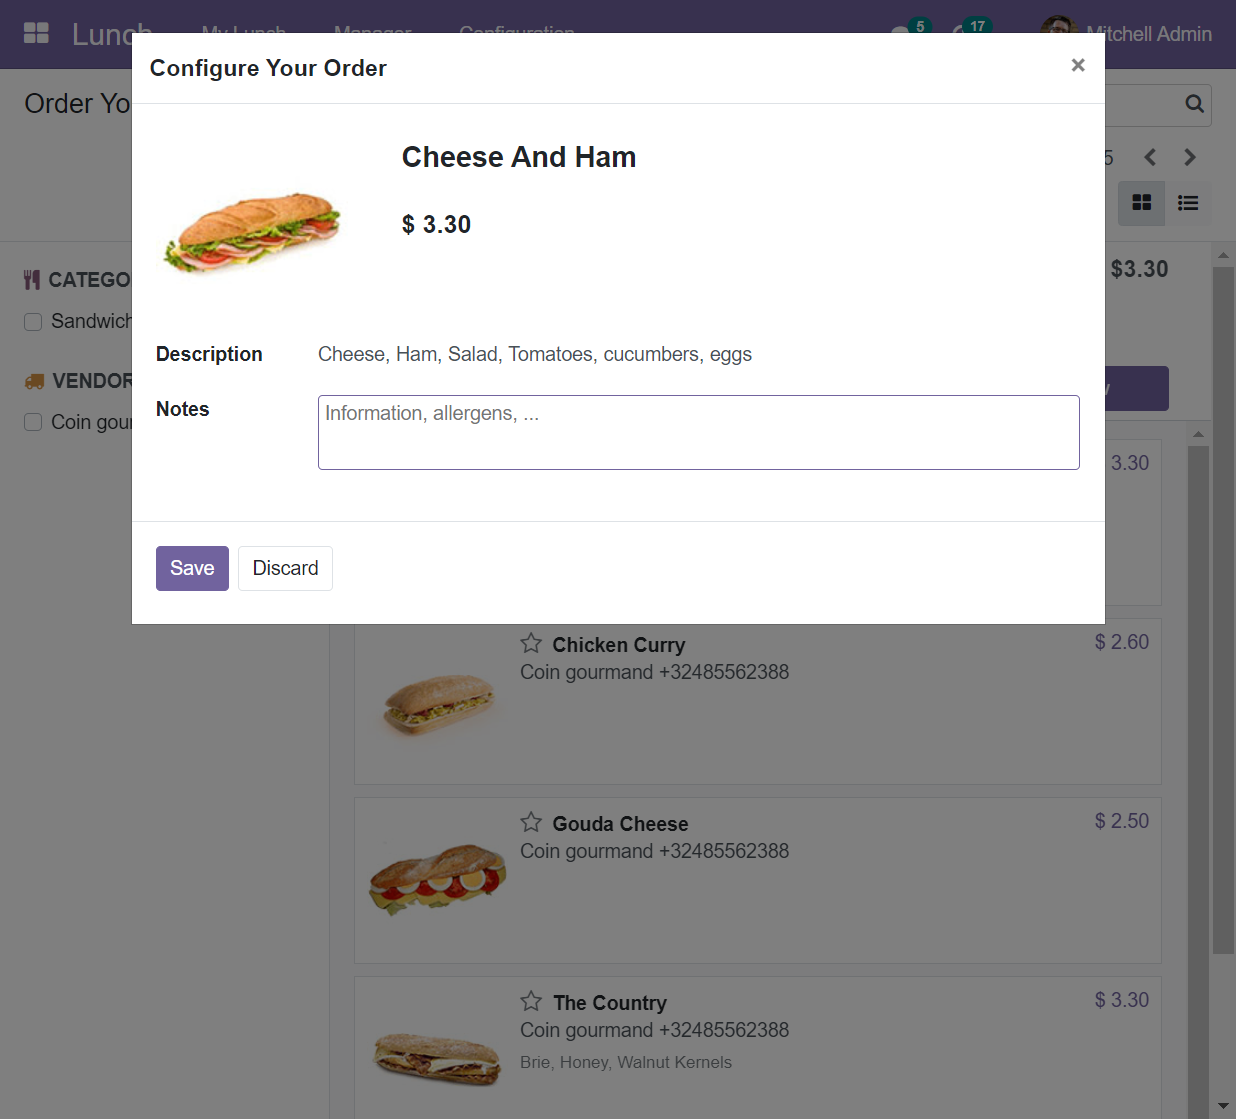 Lunch My Lunch Manager Configuration 5 17 Mitchell Admin
Configure Your Order ×
Order Yo
Cheese And Ham
$ 3.30
$3.30
CATEGO
Sandwich
Description Cheese, Ham, Salad, Tomatoes, cucumbers, eggs
VENDOR
Notes Information, allergens, ...
Coin gour
3.30
Save Discard
Chicken Curry $ 2.60
Coin gourmand +32485562388
Gouda Cheese $ 2.50
Coin gourmand +32485562388
The Country $ 3.30
Coin gourmand +32485562388
Brie, Honey, Walnut Kernels